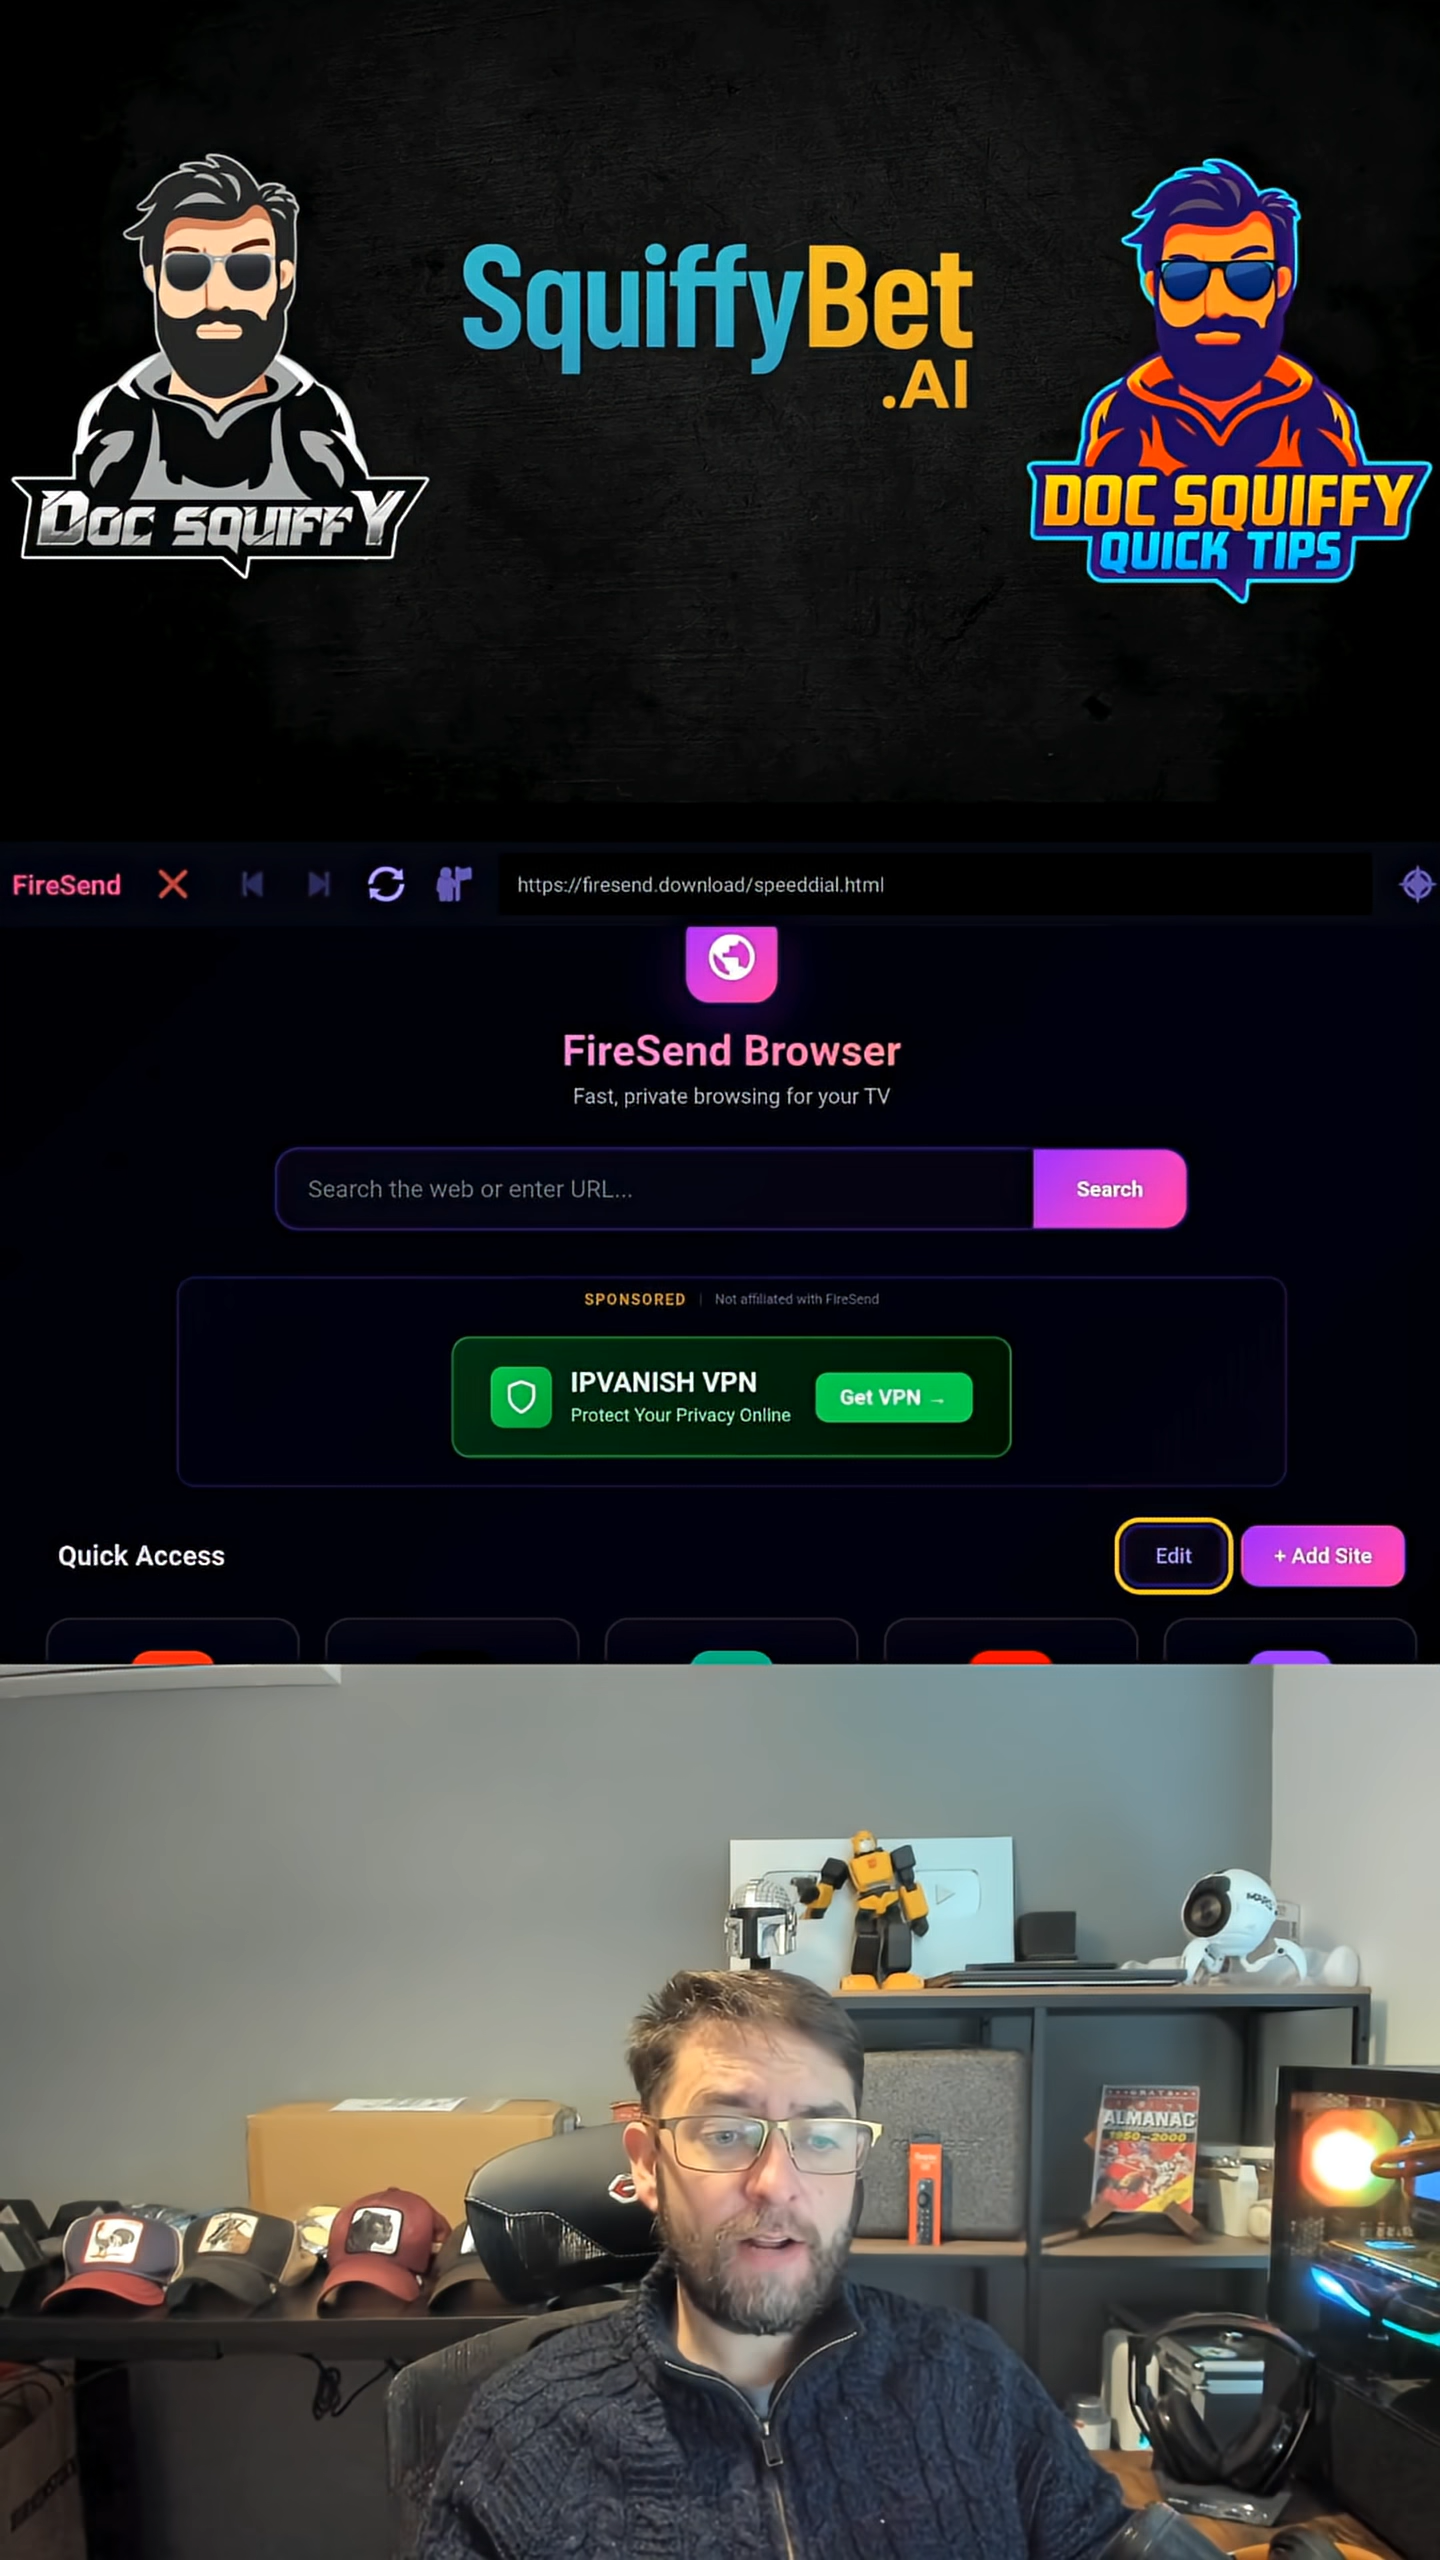 SquiffyBet
.AI
DOC SQUIFFY
DOC SQUIFFY
QUICK TIPS
FireSend
https://firesend.download/speeddial.html
FireSend Browser
Fast, private browsing for your TV
Search the web or enter URL...
Search
SPONSORED | Not affiliated with FireSend
IPVANISH VPN
Protect Your Privacy Online
Get VPN →
Quick Access
Edit
+ Add Site
ALMANAC
1950-2000